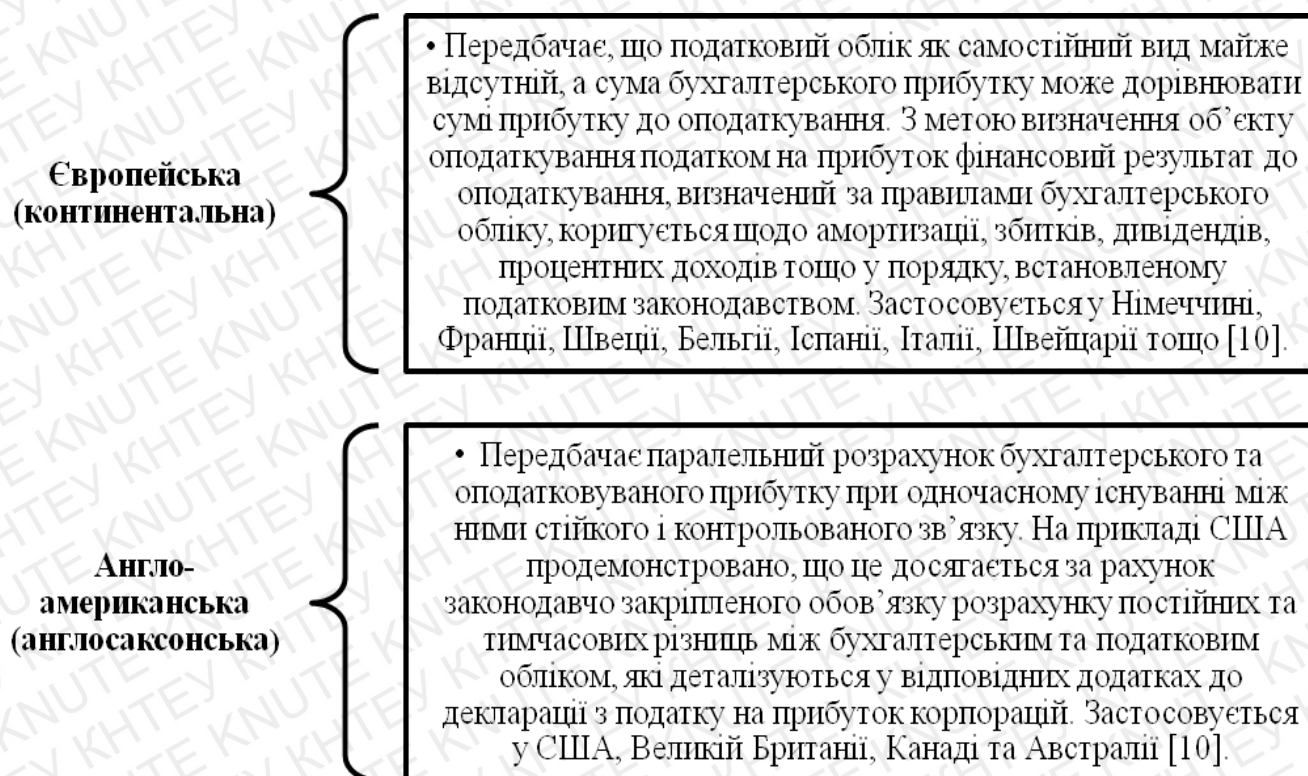 Європейська
(континентальна)
• Передбачає, що податковий облік як самостійний вид майже
відсутній, а сума бухгалтерського прибутку може дорівнювати
сумі прибутку до оподаткування. З метою визначення об’єкту
оподаткування податком на прибуток фінансовий результат до
оподаткування, визначений за правилами бухгалтерського
обліку, коригується щодо амортизації, збитків, дивідендів,
процентних доходів тощо у порядку, встановленому
податковим законодавством. Застосовується у Німеччині,
Франції, Швеції, Бельгії, Іспанії, Італії, Швейцарії тощо [10].
Англо-
американська
(англосаксонська)
• Передбачає паралельний розрахунок бухгалтерського та
оподатковуваного прибутку при одночасному існуванні між
ними стійкого і контрольованого зв’язку. На прикладі США
продемонстровано, що це досягається за рахунок
законодавчо закріпленого обов’язку розрахунку постійних та
тимчасових різниць між бухгалтерським та податковим
обліком, які деталізуються у відповідних додатках до
декларації з податку на прибуток корпорацій. Застосовується
у США, Великій Британії, Канаді та Австралії [10].